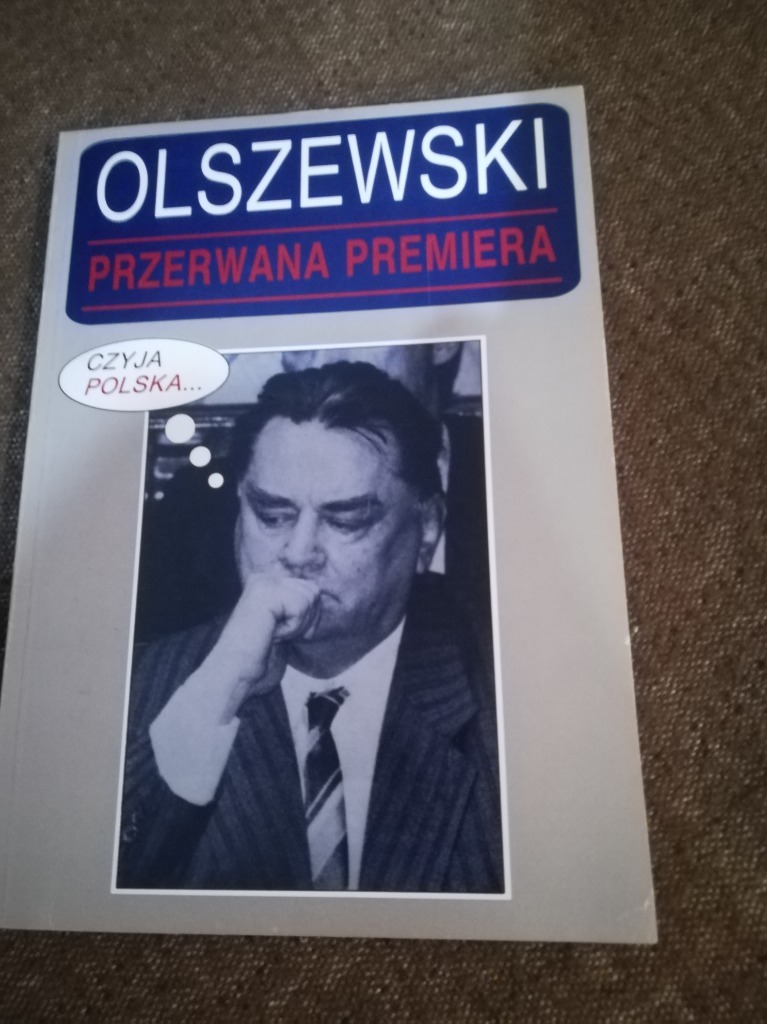 OLSZEWSKI
PRZERWANA PREMIERA
CZYJA
POLSKA...